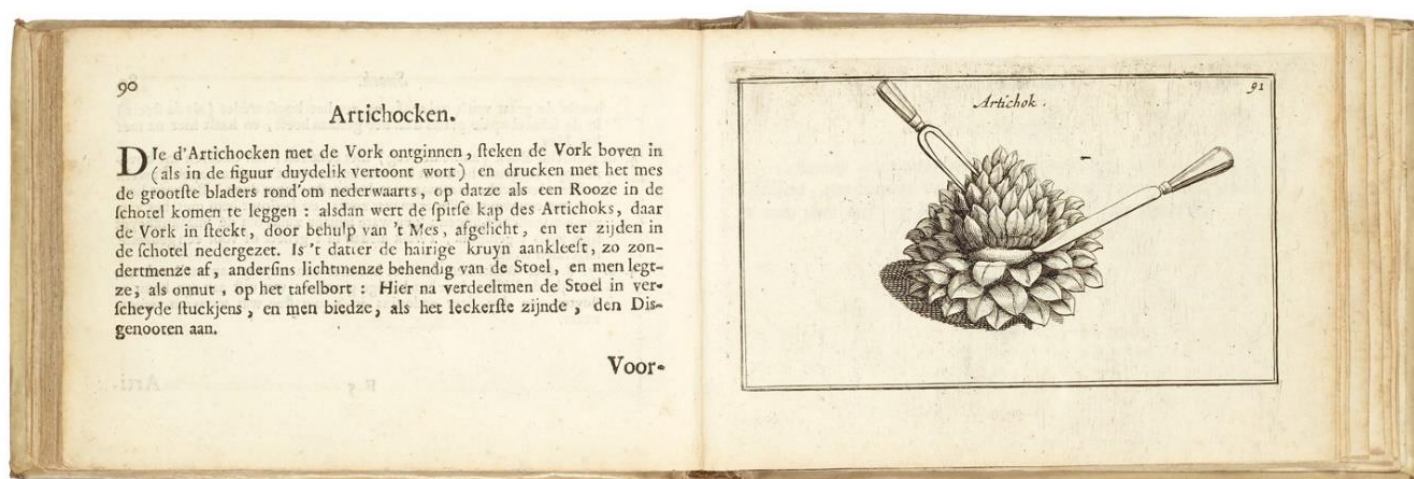 90
Artichocken.
DIe d'Artichocken met de Vork ontginnen, ſteken de Vork boven in
(als in de figuur duydelik vertoont wort) en drucken met het mes
de grootſte bladers rond'om nederwaarts, op datze als een Rooze in de
ſchotel komen te leggen : alsdan wert de ſpitſe kap des Artichoks, daar
de Vork in ſteekt, door behulp van 't Mes, afgelicht, en ter zijden in
de ſchotel nedergezet. Is 't datter de hairige kruyn aankleeft, zo zon-
dertmenze af, anderſins lichtmenze behendig van de Stoel, en men legt-
ze, als onnut, op het tafelbort : Hier na verdeeltmen de Stoel in ver-
ſcheyde ſtuckjens, en men biedze, als het leckerſte zijnde, den Diſ-
genooten aan.
Voor-
91
Artichok.